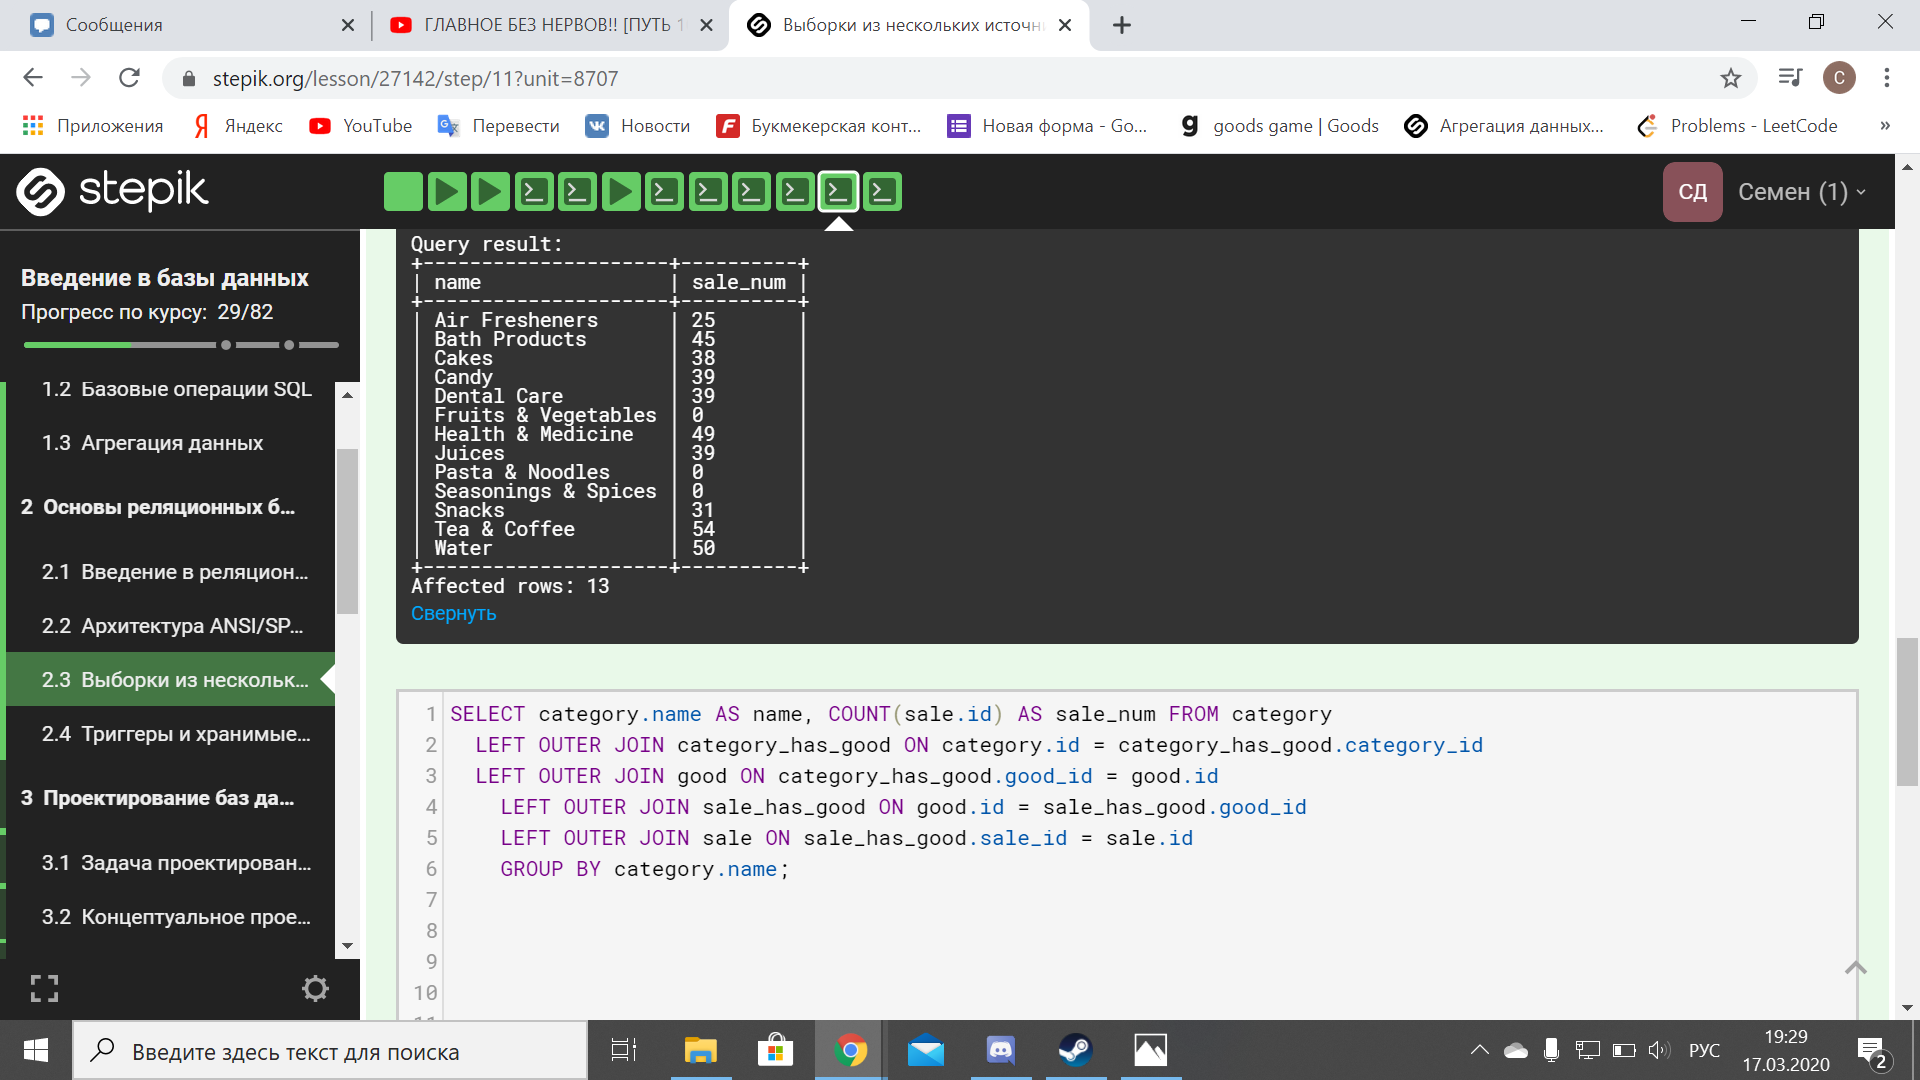 Сообщения
ГЛАВНОЕ БЕЗ НЕРВОВ!! [ПУТЬ 1
Выборки из нескольких источн
stepik.org/lesson/27142/step/11?unit=8707
C
Приложения
Яндекс
YouTube
Перевести
Новости
Букмекерская конт...
Новая форма - Go...
goods game | Goods
Агрегация данных...
Problems - LeetCode
»
stepik
СД
Семен (1)
Введение в базы данных
Прогресс по курсу: 29/82
1.2 Базовые операции SQL
1.3 Агрегация данных
2 Основы реляционных б...
2.1 Введение в реляцион...
2.2 Архитектура ANSI/SP...
2.3 Выборки из нескольк...
2.4 Триггеры и хранимые...
3 Проектирование баз да...
3.1 Задача проектирован...
3.2 Концептуальное прое...
Query result:
+---------------------+----------+
| name | sale_num |
+---------------------+----------+
| Air Fresheners | 25 |
| Bath Products | 45 |
| Cakes | 38 |
| Candy | 39 |
| Dental Care | 39 |
| Fruits & Vegetables | 0 |
| Health & Medicine | 49 |
| Juices | 39 |
| Pasta & Noodles | 0 |
| Seasonings & Spices | 0 |
| Snacks | 31 |
| Tea & Coffee | 54 |
| Water | 50 |
+---------------------+----------+
Affected rows: 13
Свернуть
1 SELECT category.name AS name, COUNT(sale.id) AS sale_num FROM category
2 LEFT OUTER JOIN category_has_good ON category.id = category_has_good.category_id
3 LEFT OUTER JOIN good ON category_has_good.good_id = good.id
4 LEFT OUTER JOIN sale_has_good ON good.id = sale_has_good.good_id
5 LEFT OUTER JOIN sale ON sale_has_good.sale_id = sale.id
6 GROUP BY category.name;
7
8
9
10
Введите здесь текст для поиска
РУС
19:29
17.03.2020
2